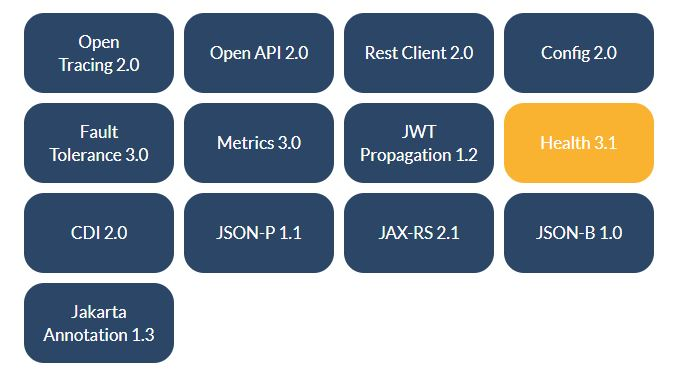 Open
Tracing 2.0
Open API 2.0
Rest Client 2.0
Config 2.0
Fault
Tolerance 3.0
Metrics 3.0
JWT
Propagation 1.2
Health 3.1
CDI 2.0
JSON-P 1.1
JAX-RS 2.1
JSON-B 1.0
Jakarta
Annotation 1.3